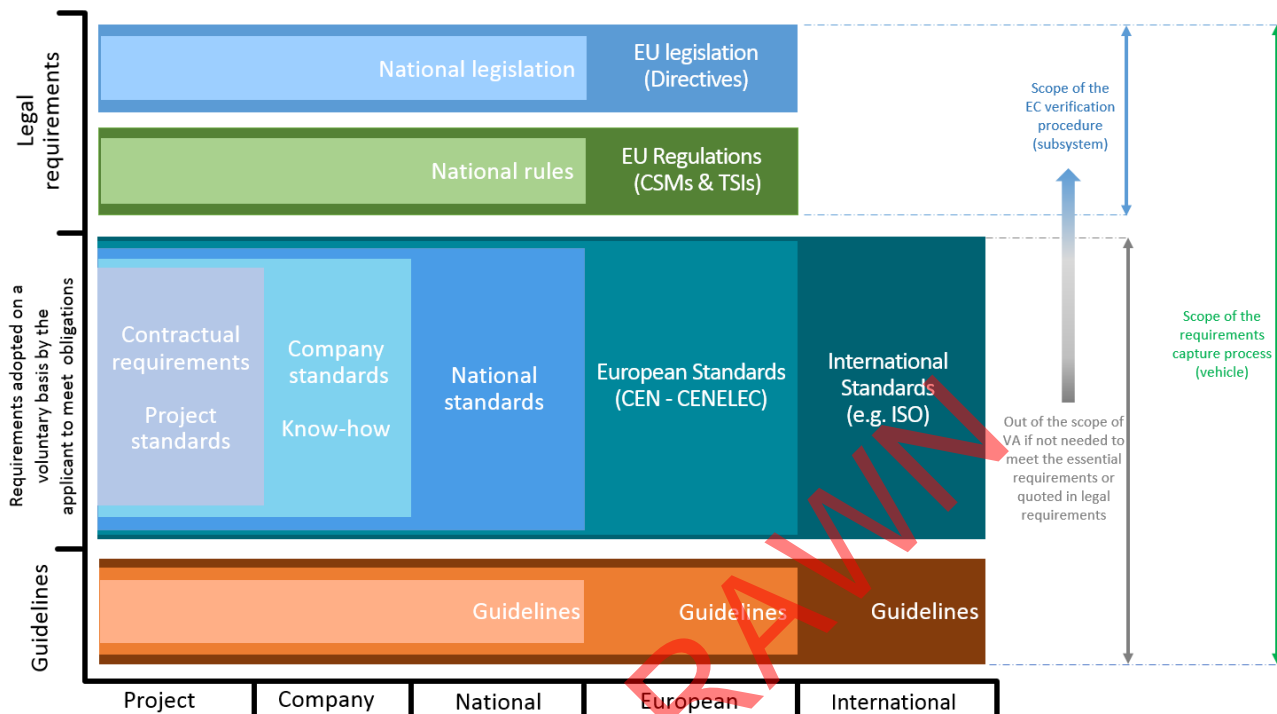 Legal
requirements
National legislation
EU legislation
(Directives)
National rules
EU Regulations
(CSMs & TSIs)
Scope of the
EC verification
procedure
(subsystem)
Requirements adopted on a
voluntary basis by the
applicant to meet obligations
Contractual
requirements
Project
standards
Company
standards
Know-how
National
standards
European Standards
(CEN - CENELEC)
International
Standards
(e.g. ISO)
Out of the scope of
VA if not needed to
meet the essential
requirements or
quoted in legal
requirements
Scope of the
requirements
capture process
(vehicle)
Guidelines
Guidelines
Guidelines
Guidelines
Project
Company
National
European
International
RAWN